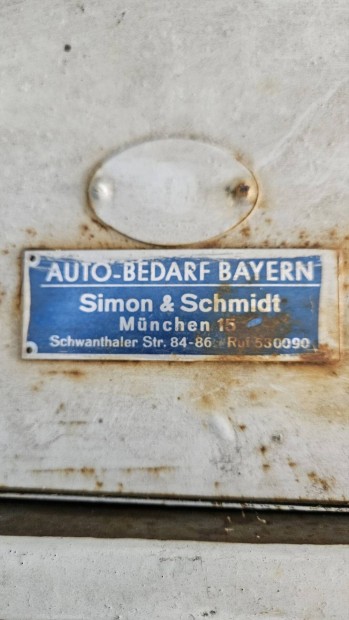 AUTO-BEDARF BAYERN
Simon & Schmidt
München 15
Schwanthaler Str. 84-86 Ruf 530090